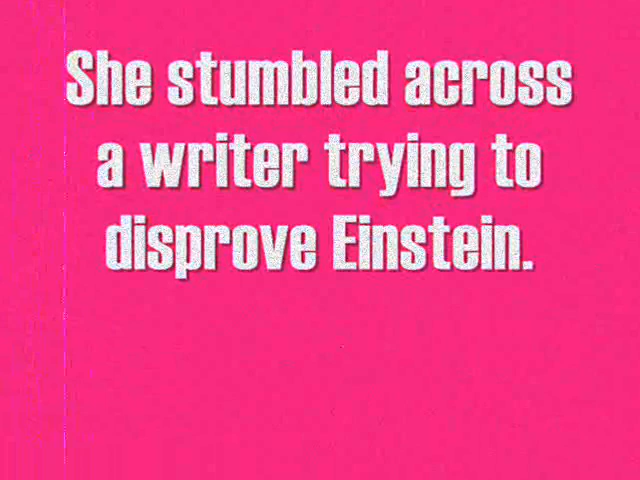 She stumbled across
a writer trying to
disprove Einstein.